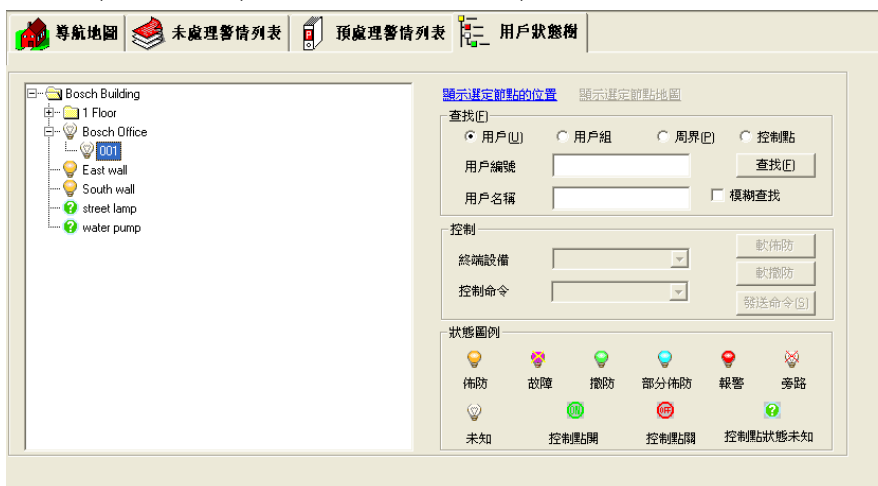 導航地圖 未處理警情列表 預處理警情列表 用戶狀態樹
Bosch Building
1 Floor
Bosch Office
001
East wall
South wall
street lamp
water pump
顯示選定節點的位置 顯示選定節點地圖
查找(F)
用戶(U) 用戶組 周界(P) 控制點
用戶編號 查找(F)
用戶名稱 模糊查找
控制
軟佈防
終端設備
軟撤防
控制命令
發送命令(S)
狀態圖例
佈防 故障 撤防 部分佈防 報警 旁路
ON OFF ?
未知 控制點開 控制點關 控制點狀態未知